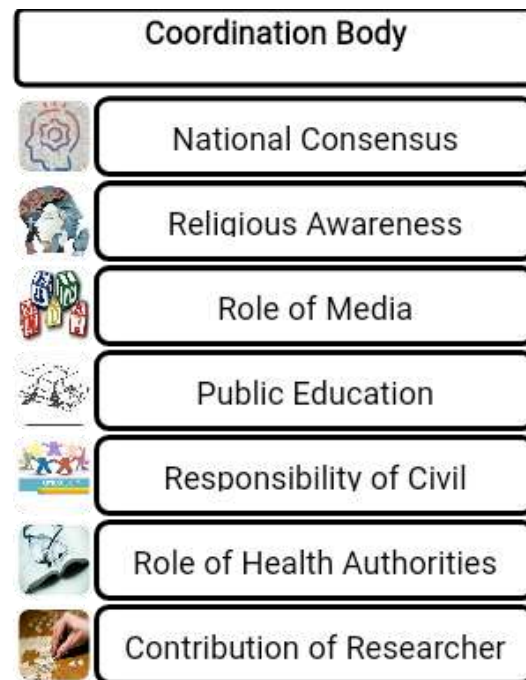 Coordination Body
National Consensus
Religious Awareness
Role of Media
Public Education
Responsibility of Civil
Role of Health Authorities
Contribution of Researcher